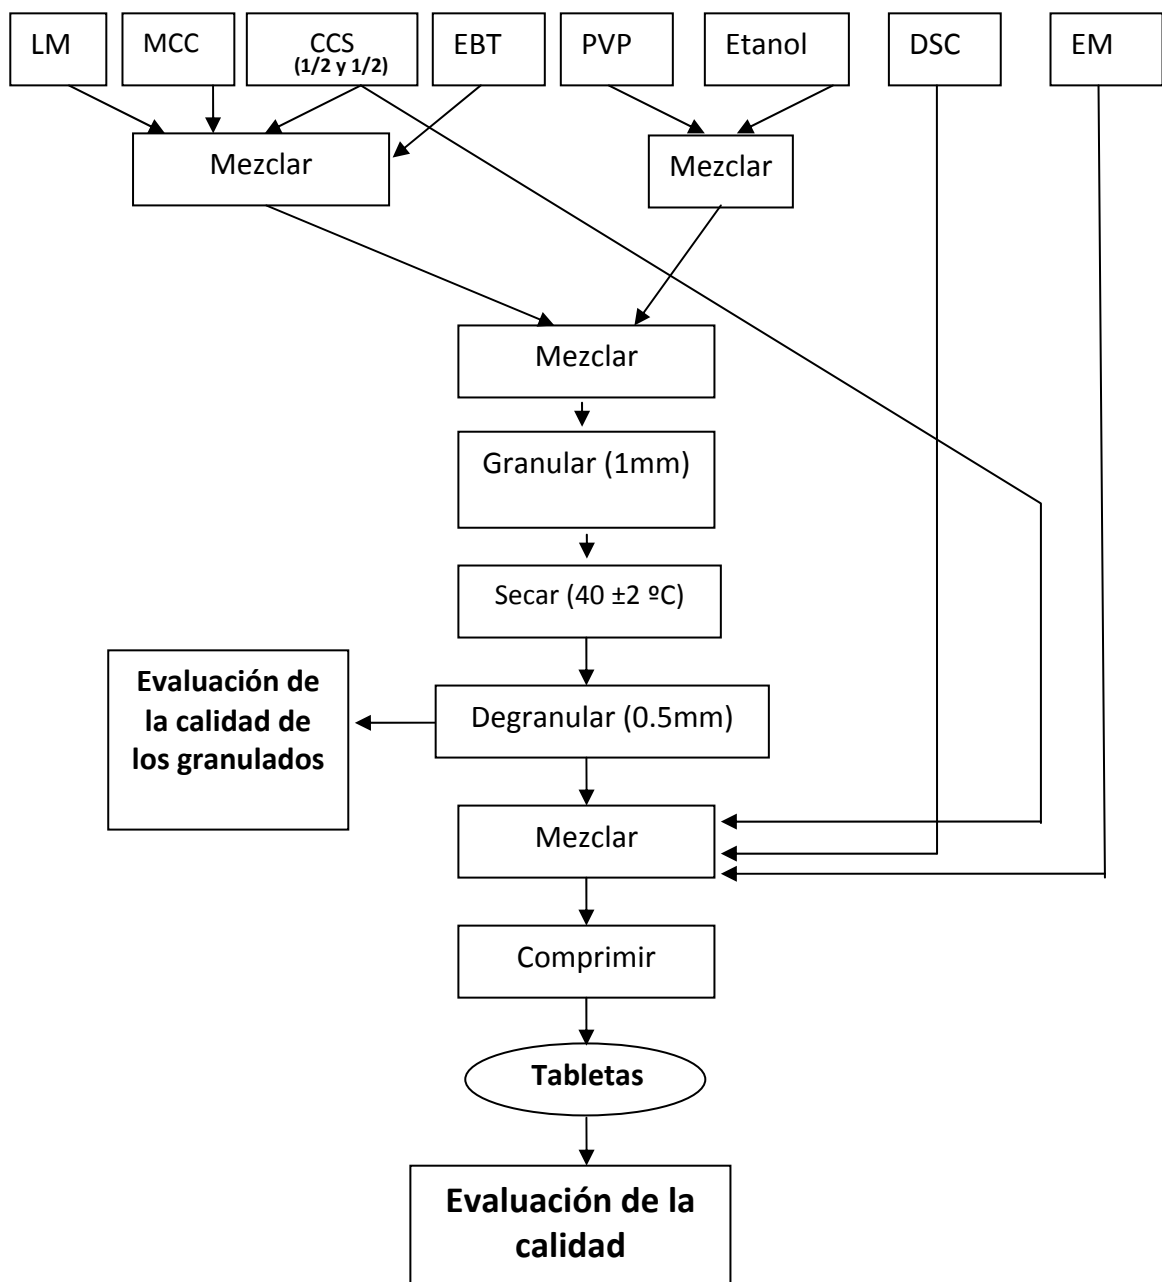 LM
MCC
CCS
(1/2 y 1/2)
EBT
PVP
Etanol
DSC
EM
Mezclar
Mezclar
Mezclar
Granular (1mm)
Secar (40 ±2 ºC)
Evaluación de
la calidad de
los granulados
Degranular (0.5mm)
Mezclar
Comprimir
Tabletas
Evaluación de la
calidad